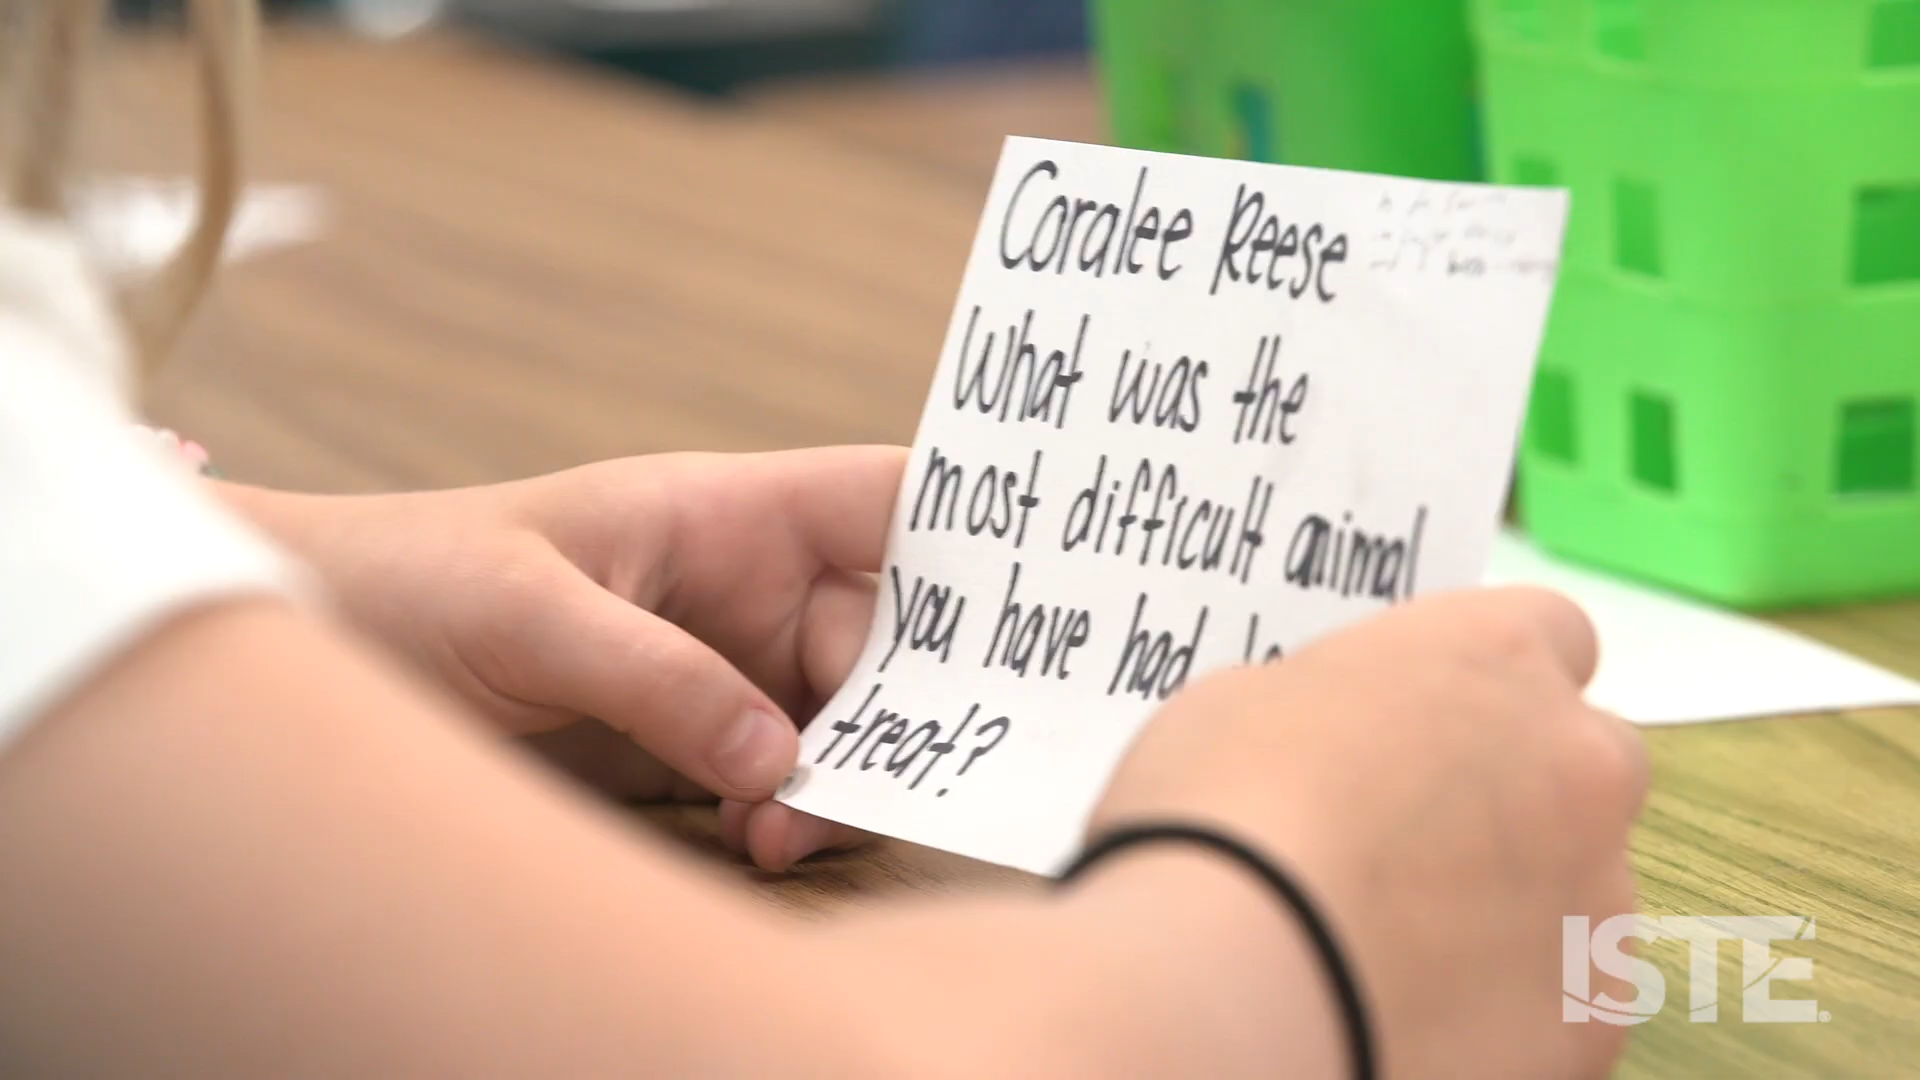 Coralee Reese
What was the
most difficult animal
you have had
treat?
ISTE